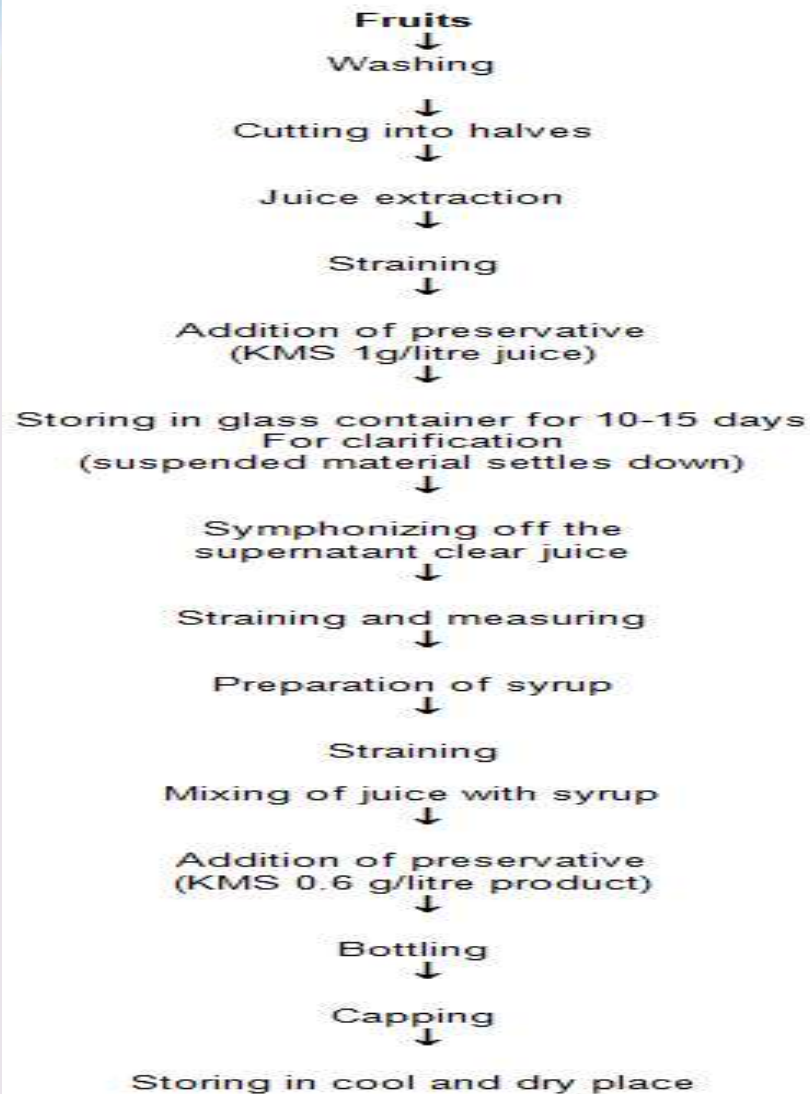 Fruits
↓
Washing
↓
Cutting into halves
↓
Juice extraction
↓
Straining
↓
Addition of preservative
(KMS 1g/litre juice)
↓
Storing in glass container for 10-15 days
For clarification
(suspended material settles down)
↓
Symphonizing off the
supernatant clear juice
↓
Straining and measuring
↓
Preparation of syrup
↓
Straining
Mixing of juice with syrup
↓
Addition of preservative
(KMS 0.6 g/litre product)
↓
Bottling
↓
Capping
↓
Storing in cool and dry place